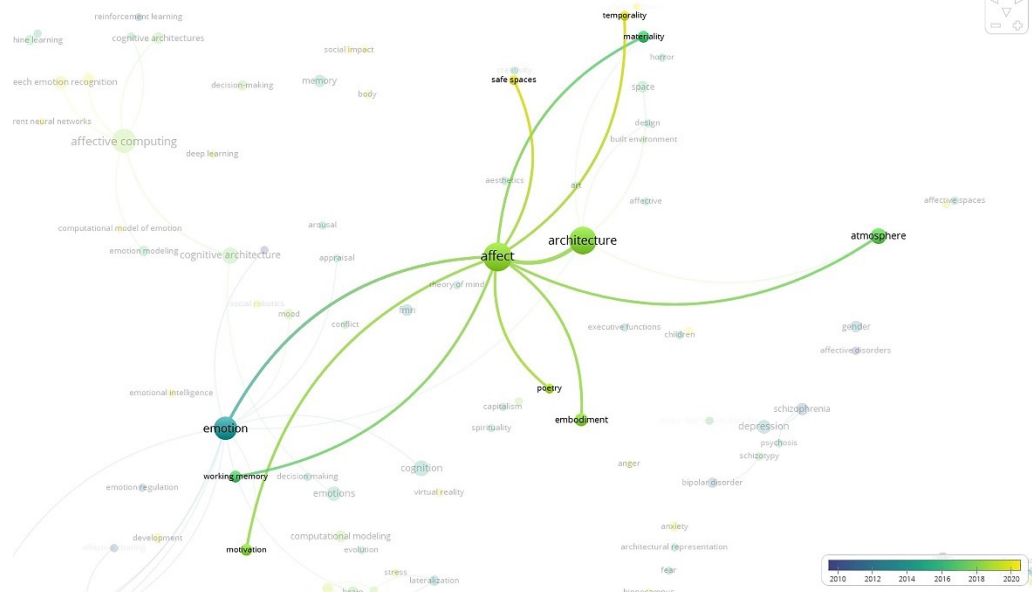 temporality
reinforcement learning
materiality
hine learning
cognitive architectures
social impact
horror
safe spaces
eech emotion recognition
decision-making
memory
space
body
rent neural networks
design
affective computing
built environment
deep learning
aesthetics
art
affective
affective spaces
computational model of emotion
arousal
atmosphere
architecture
emotion modeling
cognitive architecture
appraisal
affect
theory of mind
social robotics
mood
fmri
conflict
executive functions
children
gender
affective disorders
emotional intelligence
poetry
capitalism
schizophrenia
embodiment
spirituality
depression
emotion
psychosis
schizotypy
anger
cognition
working memory
decision making
bipolar disorder
emotion regulation
emotions
virtual reality
anxiety
development
computational modeling
motivation
evolution
architectural representation
stress
fear
lateralization
brain
2010 2012 2014 2016 2018 2020